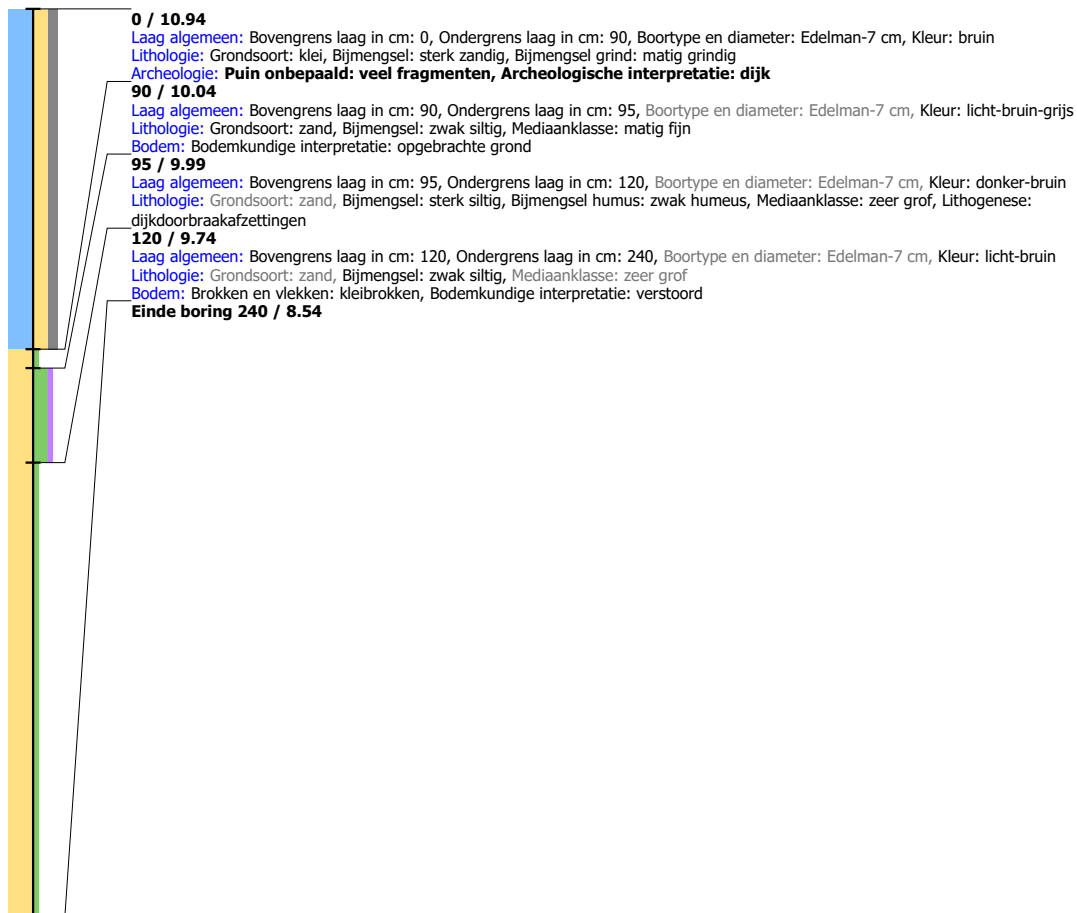 0 / 10.94
Laag algemeen: Bovengrens laag in cm: 0, Ondergrens laag in cm: 90, Boortype en diameter: Edelman-7 cm, Kleur: bruin
Lithologie: Grondsoort: klei, Bijmengsel: sterk zandig, Bijmengsel grind: matig grindig
Archeologie: Puin onbepaald: veel fragmenten, Archeologische interpretatie: dijk
90 / 10.04
Laag algemeen: Bovengrens laag in cm: 90, Ondergrens laag in cm: 95, Boortype en diameter: Edelman-7 cm, Kleur: licht-bruin-grijs
Lithologie: Grondsoort: zand, Bijmengsel: zwak siltig, Mediaanklasse: matig fijn
Bodem: Bodemkundige interpretatie: opgebrachte grond
95 / 9.99
Laag algemeen: Bovengrens laag in cm: 95, Ondergrens laag in cm: 120, Boortype en diameter: Edelman-7 cm, Kleur: donker-bruin
Lithologie: Grondsoort: zand, Bijmengsel: sterk siltig, Bijmengsel humus: zwak humeus, Mediaanklasse: zeer grof, Lithogenese:
dijkdoorbraakafzettingen
120 / 9.74
Laag algemeen: Bovengrens laag in cm: 120, Ondergrens laag in cm: 240, Boortype en diameter: Edelman-7 cm, Kleur: licht-bruin
Lithologie: Grondsoort: zand, Bijmengsel: zwak siltig, Mediaanklasse: zeer grof
Bodem: Brokken en vlekken: kleibrokken, Bodemkundige interpretatie: verstoord
Einde boring 240 / 8.54